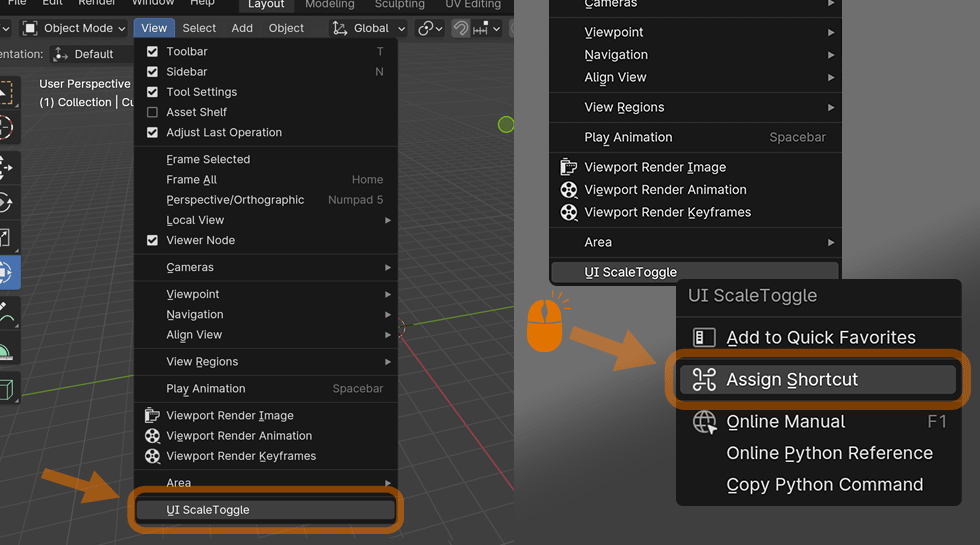 File Edit Render Window Help Layout Modeling Sculpting UV Editing
Object Mode View Select Add Object Global
entation: Default
User Perspective
(1) Collection | Cu
Toolbar T
Sidebar N
Tool Settings
Asset Shelf
Adjust Last Operation
Frame Selected
Frame All Home
Perspective/Orthographic Numpad 5
Local View
Viewer Node
Cameras
Viewpoint
Navigation
Align View
View Regions
Play Animation Spacebar
Viewport Render Image
Viewport Render Animation
Viewport Render Keyframes
Area
UI ScaleToggle
Cameras
Viewpoint
Navigation
Align View
View Regions
Play Animation Spacebar
Viewport Render Image
Viewport Render Animation
Viewport Render Keyframes
Area
UI ScaleToggle
UI ScaleToggle
Add to Quick Favorites
Assign Shortcut
Online Manual F1
Online Python Reference
Copy Python Command